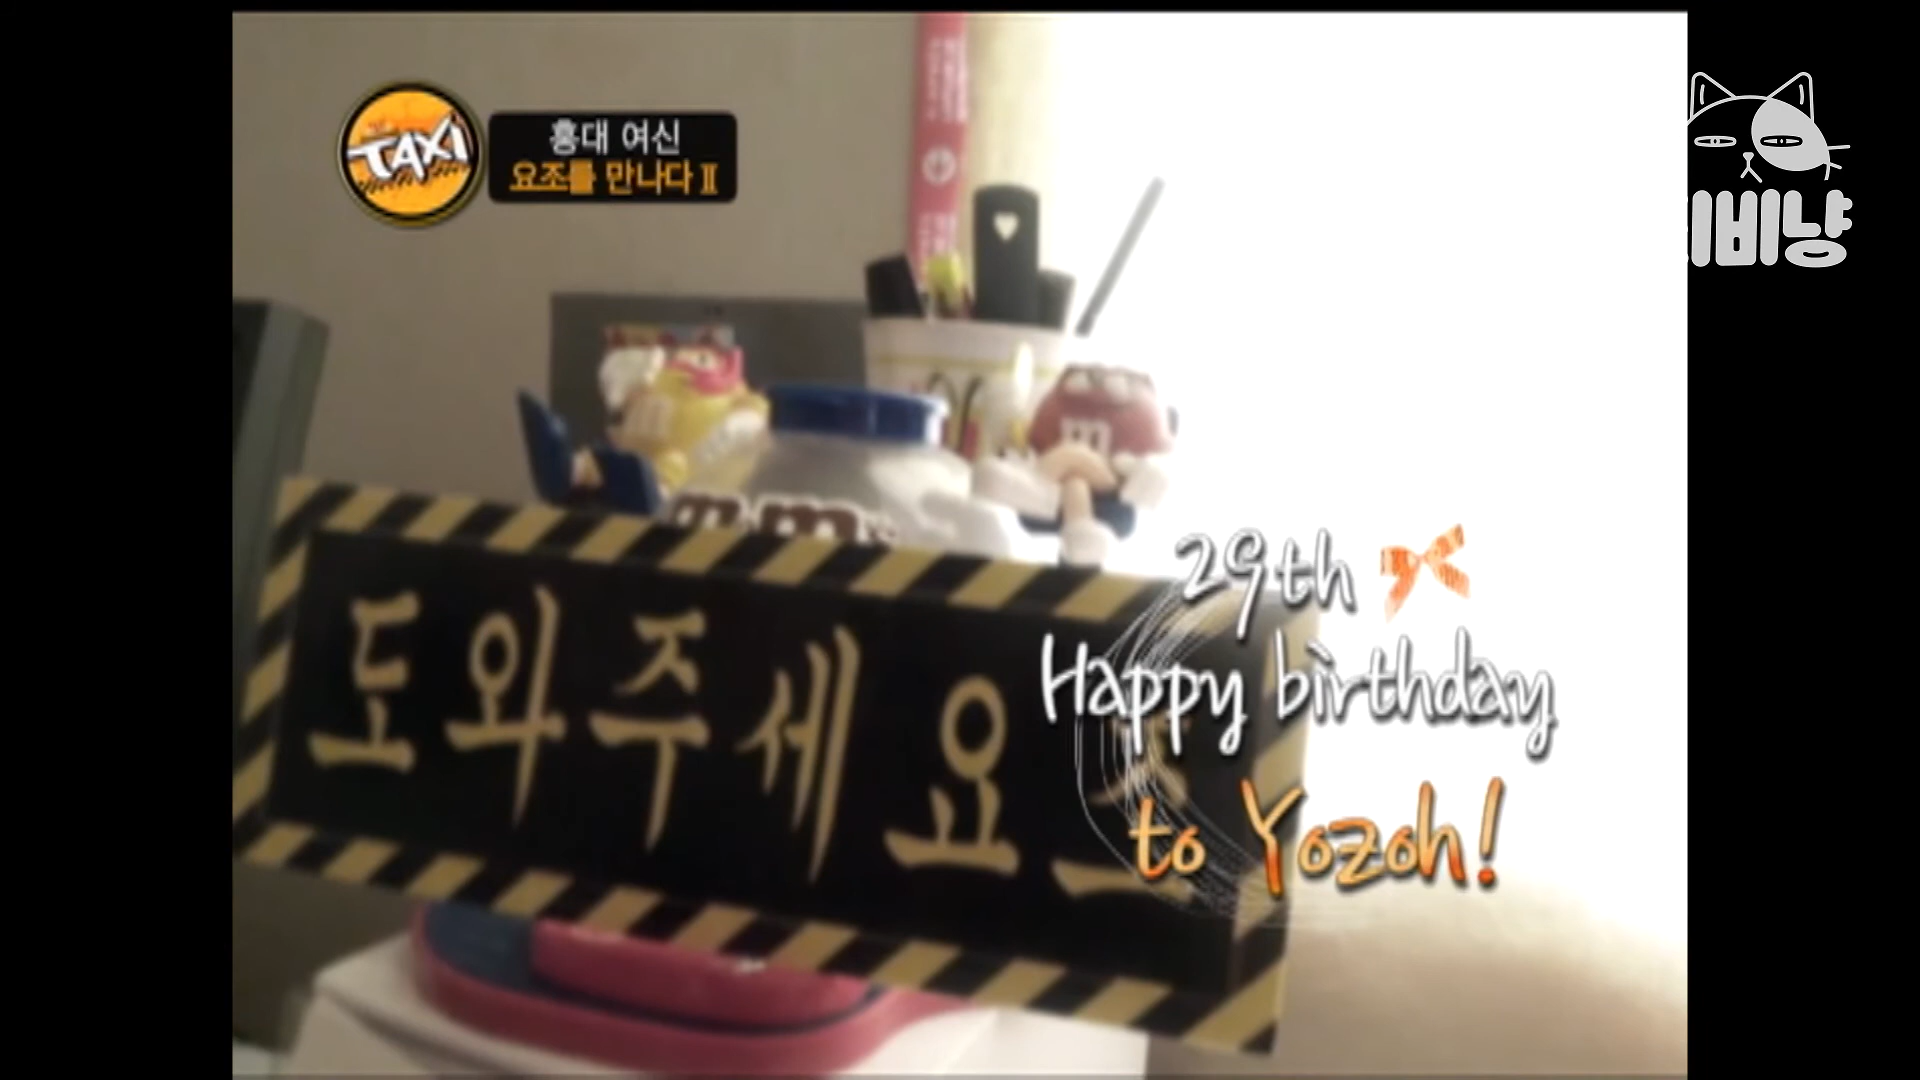 TAXI
홍대 여신
요조를 만나다 Ⅱ
비냥
m m's
m
m
도와주세요
29th
Happy birthday
to Yozoh!